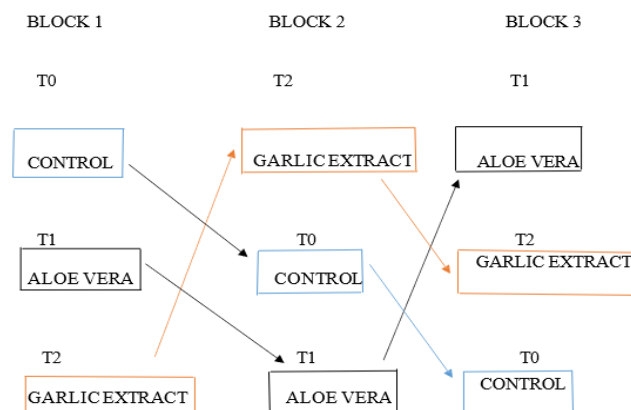 BLOCK 1 BLOCK 2 BLOCK 3
T0 T2 T1
CONTROL GARLIC EXTRACT ALOE VERA
T1 T0 T2
ALOE VERA CONTROL GARLIC EXTRACT
T2 T1 T0
GARLIC EXTRACT ALOE VERA CONTROL